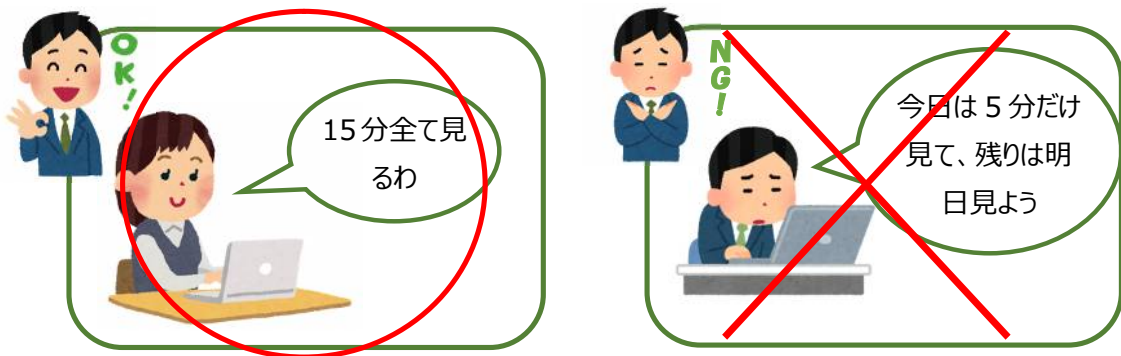 OK!
15分全て見
るわ
NG!
今日は5分だけ
見て、残りは明
日見よう